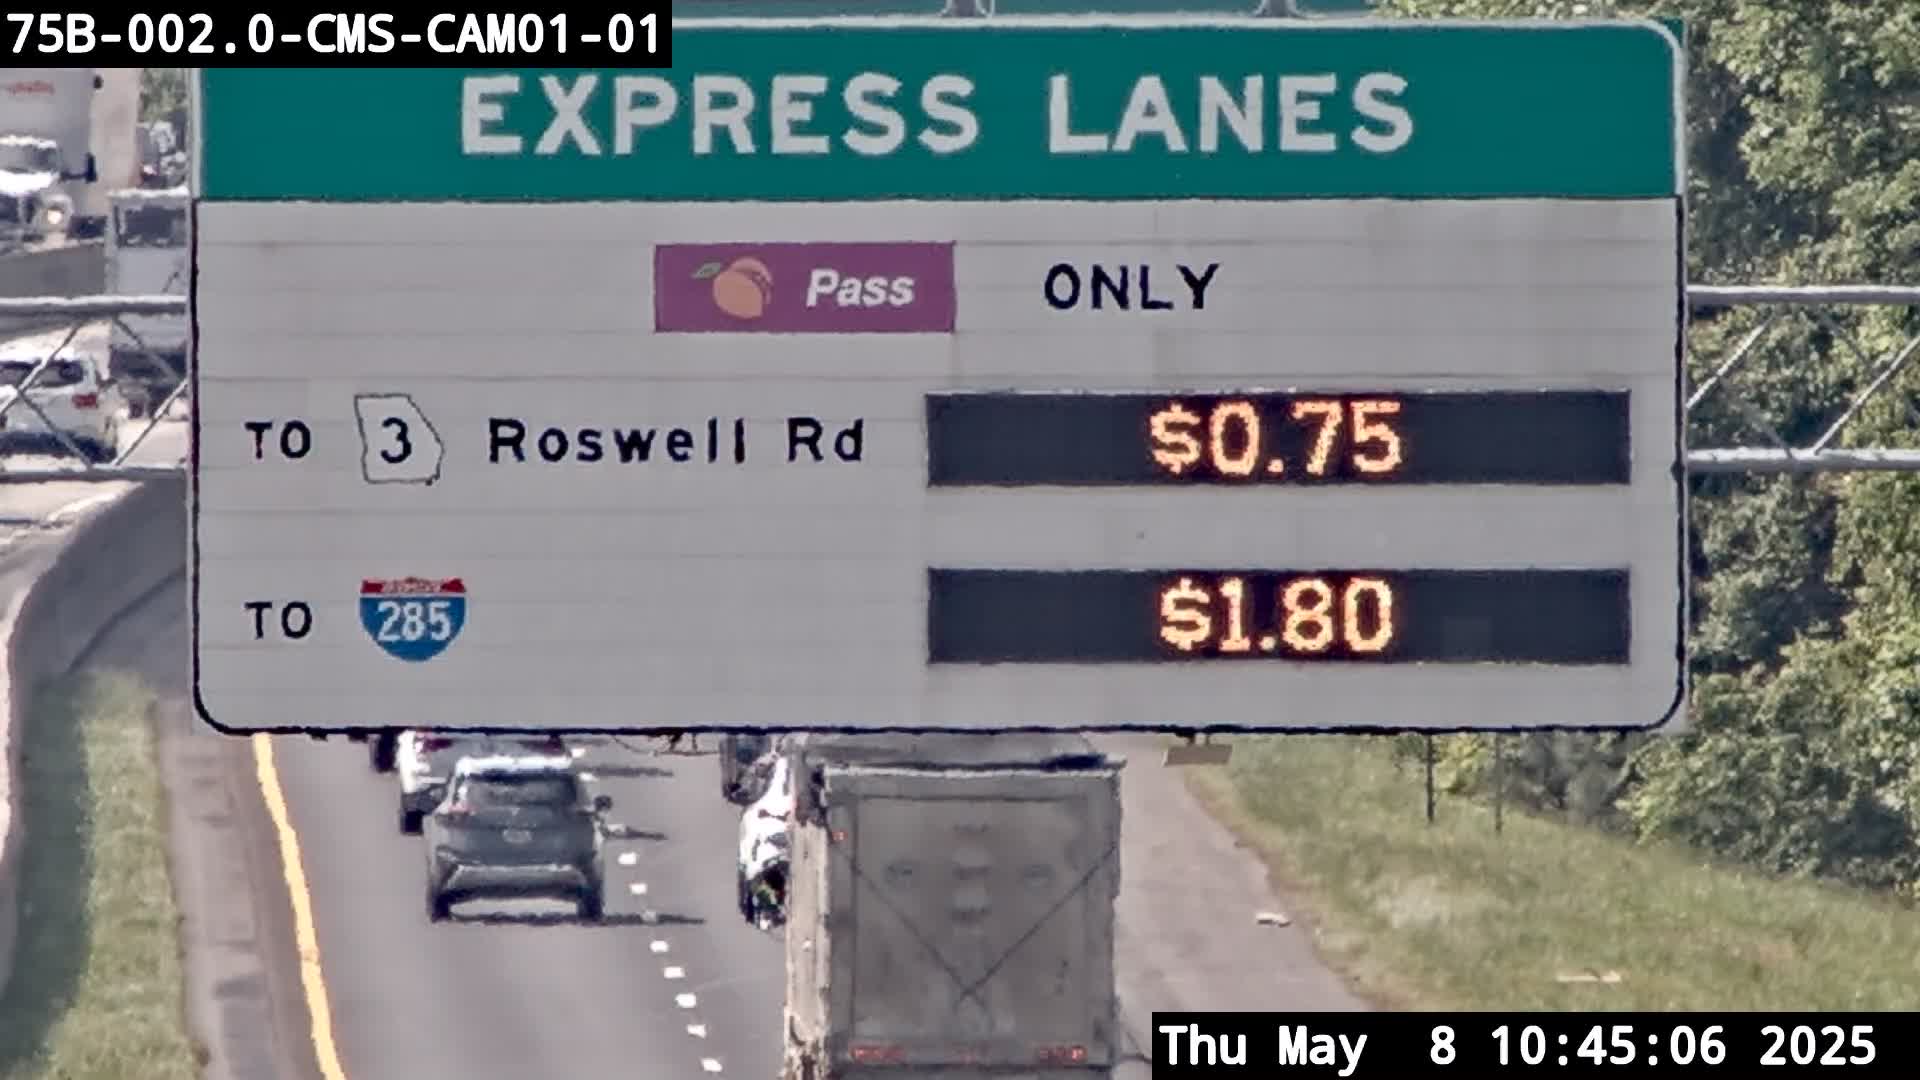 75B-002.0-CMS-CAM01-01
EXPRESS LANES
Pass ONLY
TO 3 Roswell Rd $0.75
TO 285 $1.80
Thu May 8 10:45:06 2025